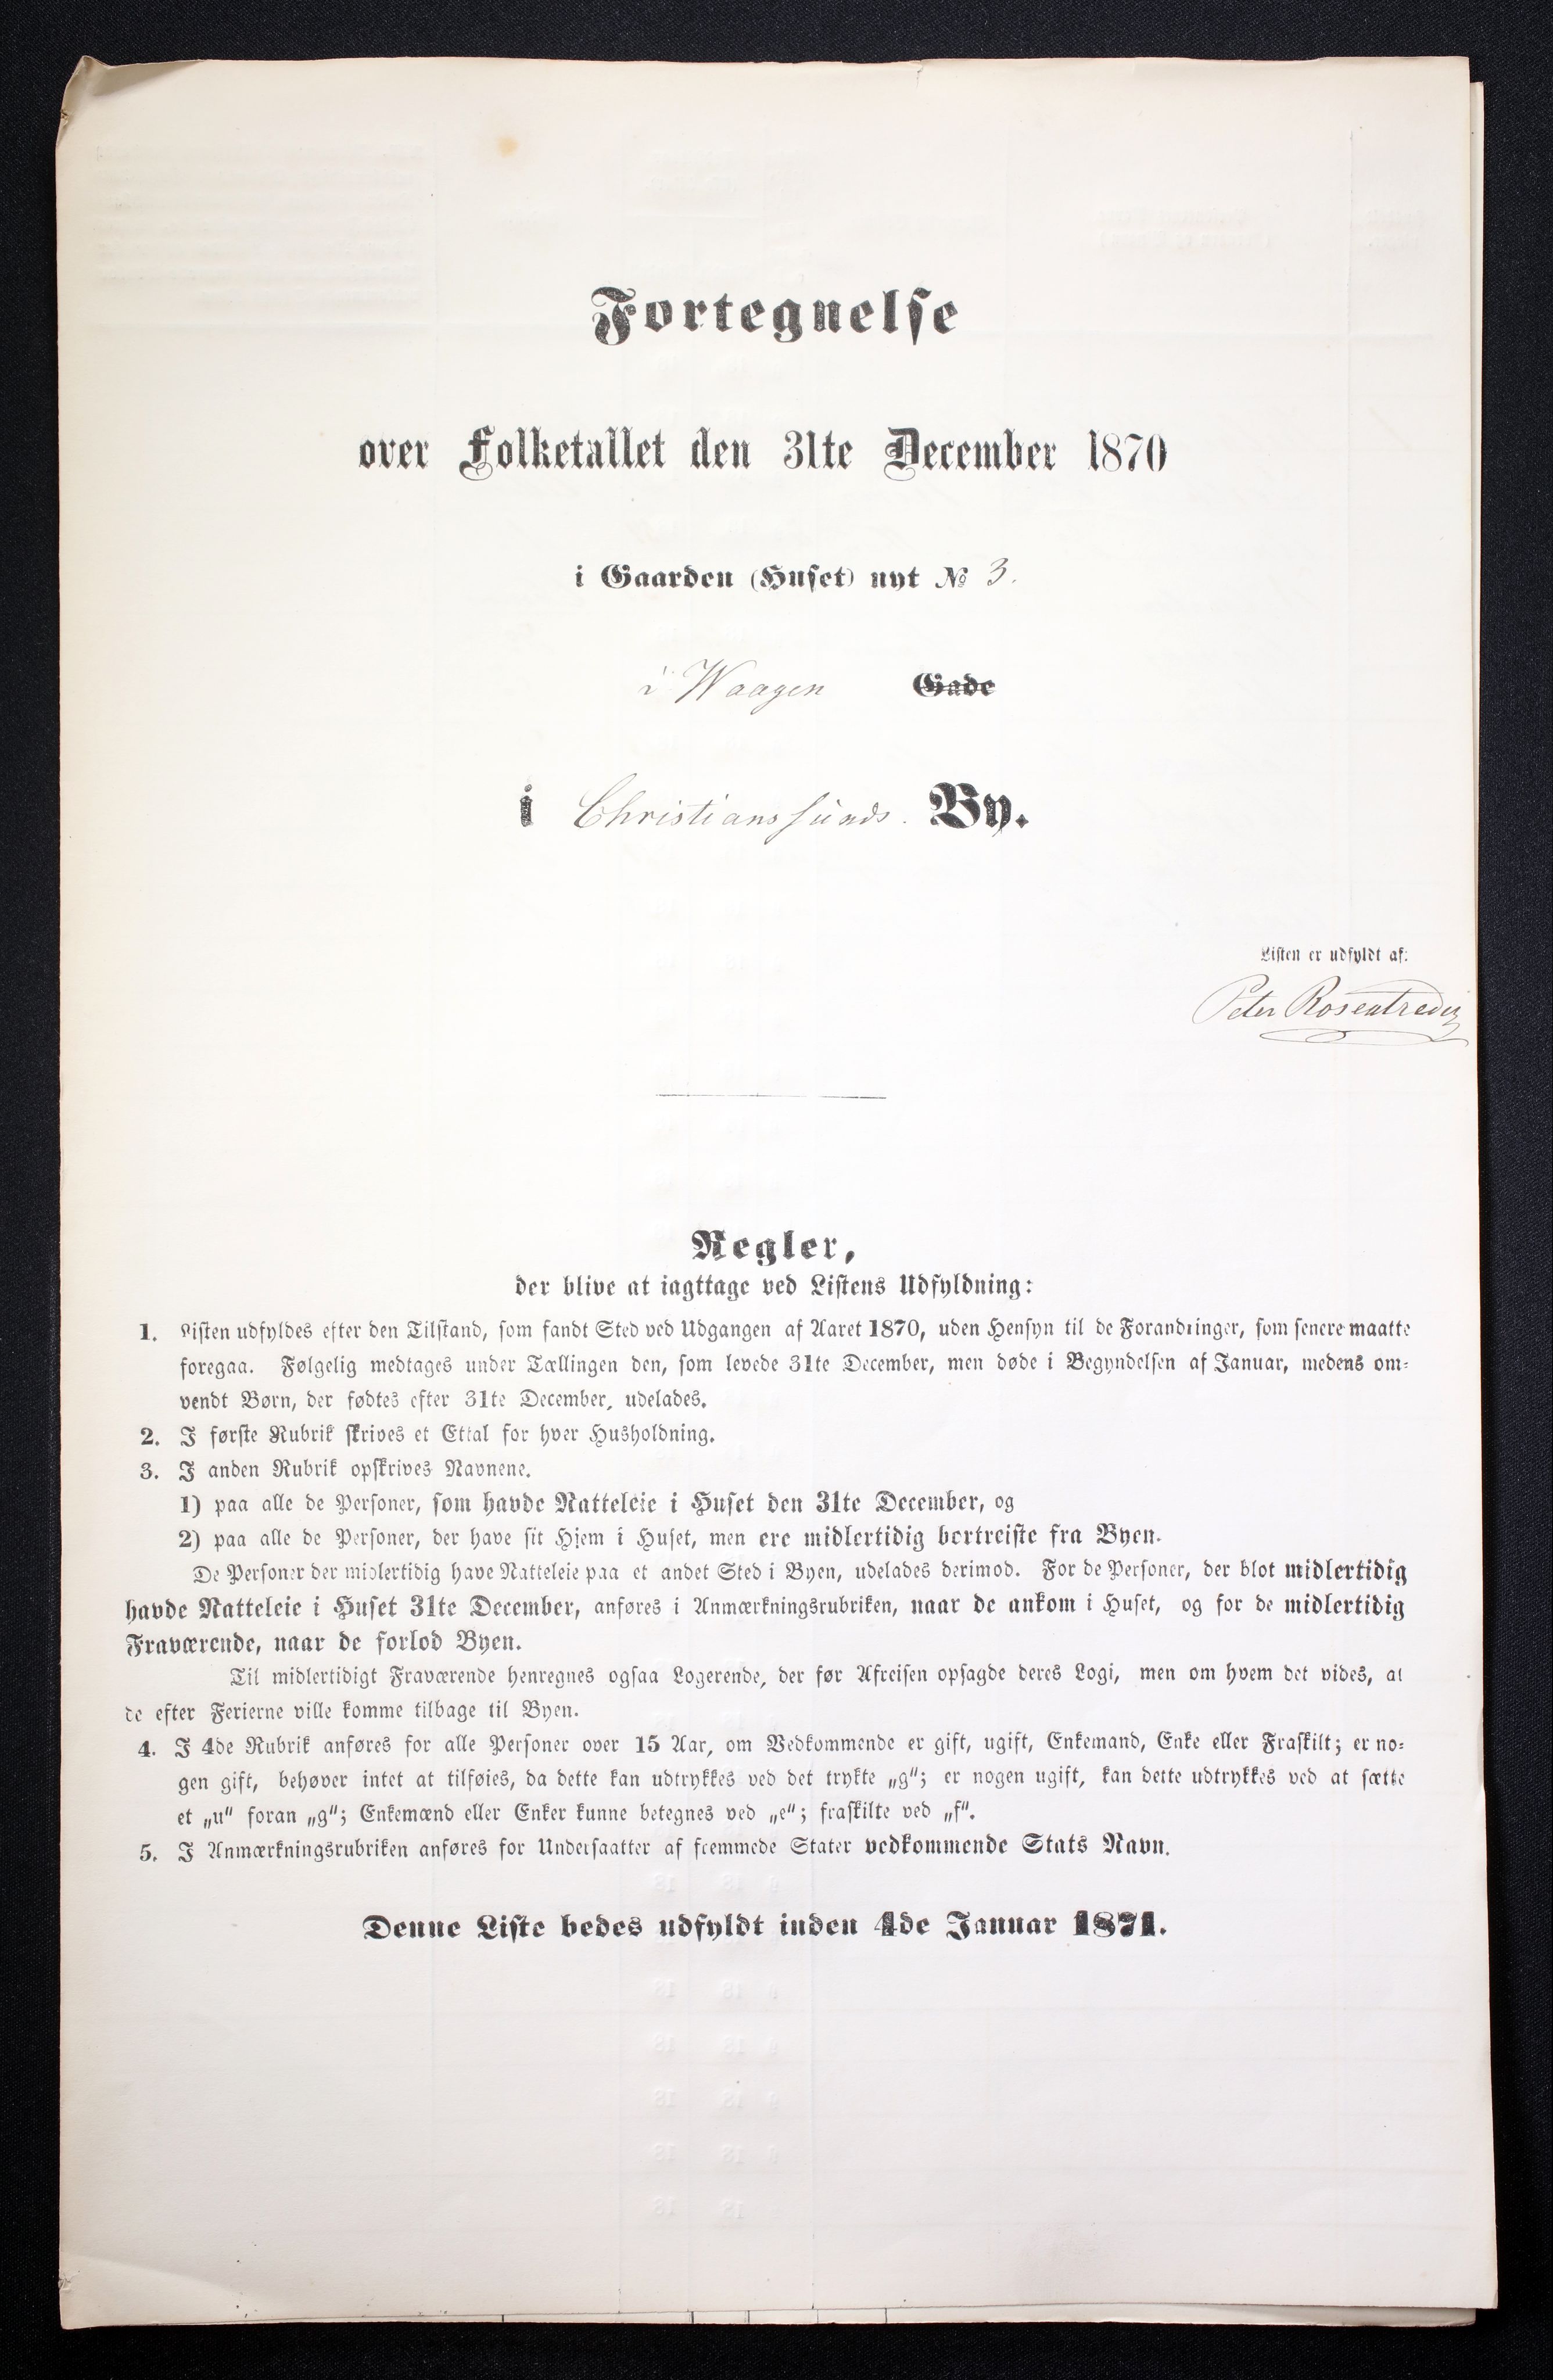 Fortegnelse
over Folketallet den 31te December 1870
i Gaarden (Huset) nyt № 3.
i Waagen Gade
i Christianssunds. By.
Listen er udfyldt af:
Peter
Regler,
der blive at iagttage ved Listens Udfyldning:
1. Listen udfyldes efter den Tilstand, som fandt Sted ved Udgangen af Aaret 1870, uden Hensyn til de Forandringer, som senere maatte
foregaa. Følgelig medtages under Tællingen den, som levede 31te December, men døde i Begyndelsen af Januar, medens om-
vendt Børn, der fødtes efter 31te December, udelades.
2. I første Rubrik skrives et Ettal for hver Husholdning.
3. I anden Rubrik opskrives Navnene.
1) paa alle de Personer, som havde Natteleie i Huset den 31te December, og
2) paa alle de Personer, der have sit Hjem i Huset, men ere midlertidig bortreiste fra Byen.
De Personer der midlertidig have Natteleie paa et andet Sted i Byen, udelades derimod. For de Personer, der blot midlertidig
havde Natteleie i Huset 31te December, anføres i Anmærkningsrubriken, naar de ankom i Huset, og for de midlertidig
Fraværende, naar de forlod Byen.
Til midlertidigt Fraværende henregnes ogsaa Logerende, der før Afreisen opsagde deres Logi, men om hvem det vides, at
de efter Ferierne ville komme tilbage til Byen.
4. I 4de Rubrik anføres for alle Personer over 15 Aar, om Vedkommende er gift, ugift, Enkemand, Enke eller Fraskilt; er no-
gen gift, behøver intet at tilføies, da dette kan udtrykkes ved det trykte „g"; er nogen ugift, kan dette udtrykkes ved at sætte
et „u" foran „g"; Enkemænd eller Enker kunne betegnes ved „e"; fraskilte ved „f".
5. I Anmærkningsrubriken anføres for Undersaatter af fremmede Stater vedkommende Stats Navn.
Denne Liste bedes udfyldt inden 4de Januar 1871.